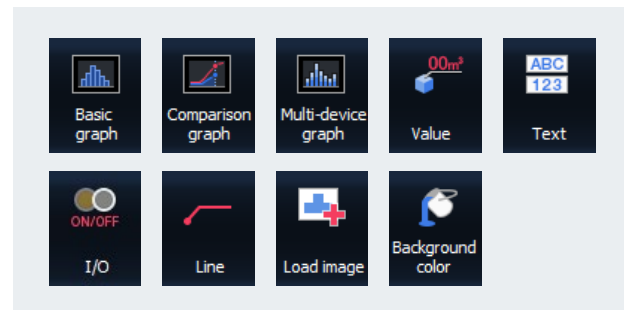 Basic
graph
Comparison
graph
Multi-device
graph
00m³
Value
ABC
123
Text
ON/OFF
I/O
Line
Load image
Background
color